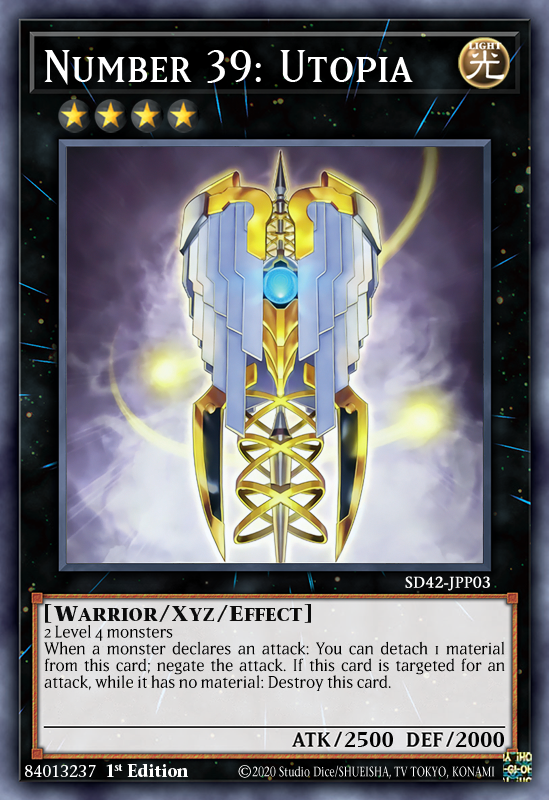 Number 39: Utopia
LIGHT
光
SD42-JPP03
[Warrior/Xyz/Effect]
2 Level 4 monsters
When a monster declares an attack: You can detach 1 material
from this card; negate the attack. If this card is targeted for an
attack, while it has no material: Destroy this card.
ATK/2500 DEF/2000
84013237 1st Edition
©2020 Studio Dice/SHUEISHA, TV TOKYO, KONAMI